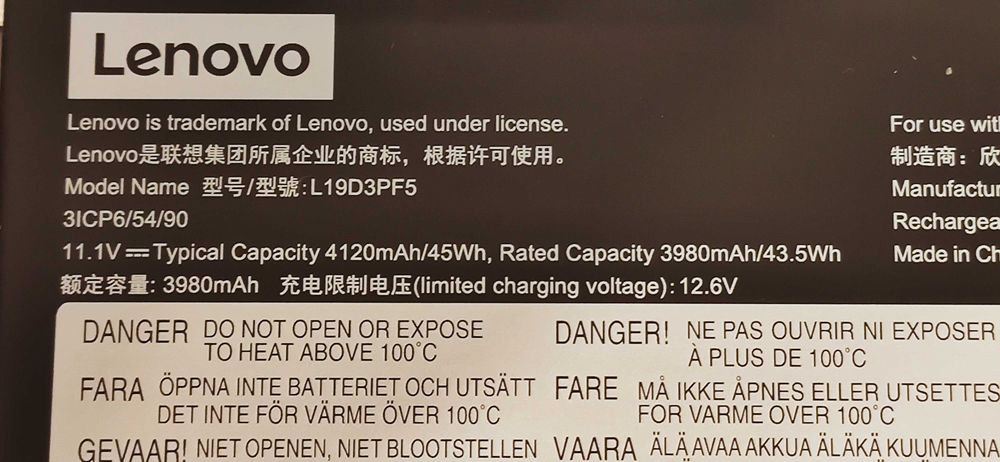 Lenovo
Lenovo is trademark of Lenovo, used under license.
Lenovo是联想集团所属企业的商标，根据许可使用。
Model Name 型号/型號:L19D3PF5
3ICP6/54/90
11.1V⎓Typical Capacity 4120mAh/45Wh, Rated Capacity 3980mAh/43.5Wh
额定容量: 3980mAh 充电限制电压(limited charging voltage): 12.6V
For use
制造商：欣
Made in
DANGER DO NOT OPEN OR EXPOSE
TO HEAT ABOVE 100°C
DANGER! NE PAS OUVRIR NI EXPOSER
À PLUS DE 100°C
FARA ÖPPNA INTE BATTERIET OCH UTSÄTT
DET INTE FÖR VÄRME ÖVER 100°C
FARE MÅ IKKE ÅPNES ELLER UTSETTES
FOR VARME OVER 100°C
GEVAAR! NIET OPENEN, NIET BLOOTSTELLEN
VAARA ÄLÄ AVAA AKKUA ÄLÄKÄ KUUMENNA